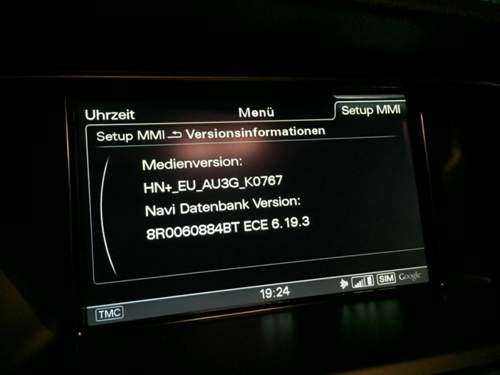 Uhrzeit Menü Setup MMI
Setup MMI Versionsinformationen
Medienversion:
HN+_EU_AU3G_K0767
Navi Datenbank Version:
8R0060884BT ECE 6.19.3
19:24 SIM Google
TMC